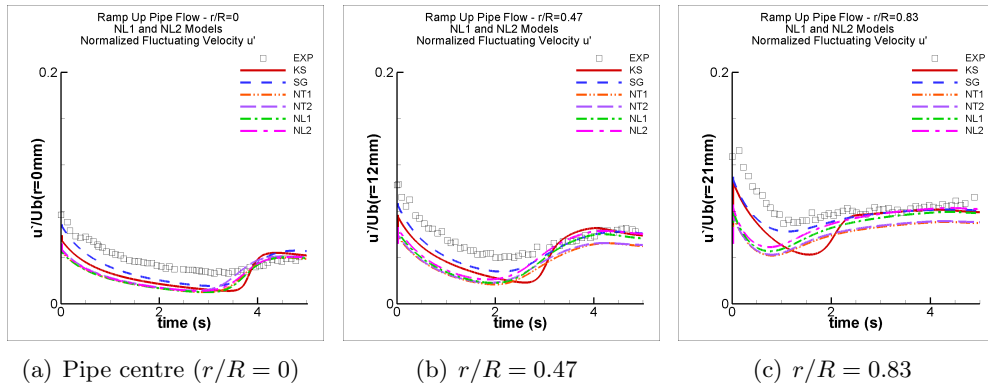 Ramp Up Pipe Flow - r/R=0
NL1 and NL2 Models
Normalized Fluctuating Velocity u'
EXP
KS
SG
NT1
NT2
NL1
NL2
0.2
0
u'/Ub(r=0mm)
0
2
4
time (s)
(a) Pipe centre (r/R = 0)
Ramp Up Pipe Flow - r/R=0.47
NL1 and NL2 Models
Normalized Fluctuating Velocity u'
EXP
KS
SG
NT1
NT2
NL1
NL2
0.2
0
u'/Ub(r=12mm)
0
2
4
time (s)
(b) r/R = 0.47
Ramp Up Pipe Flow - r/R=0.83
NL1 and NL2 Models
Normalized Fluctuating Velocity u'
EXP
KS
SG
NT1
NT2
NL1
NL2
0.2
0
u'/Ub(r=21mm)
0
2
4
time (s)
(c) r/R = 0.83